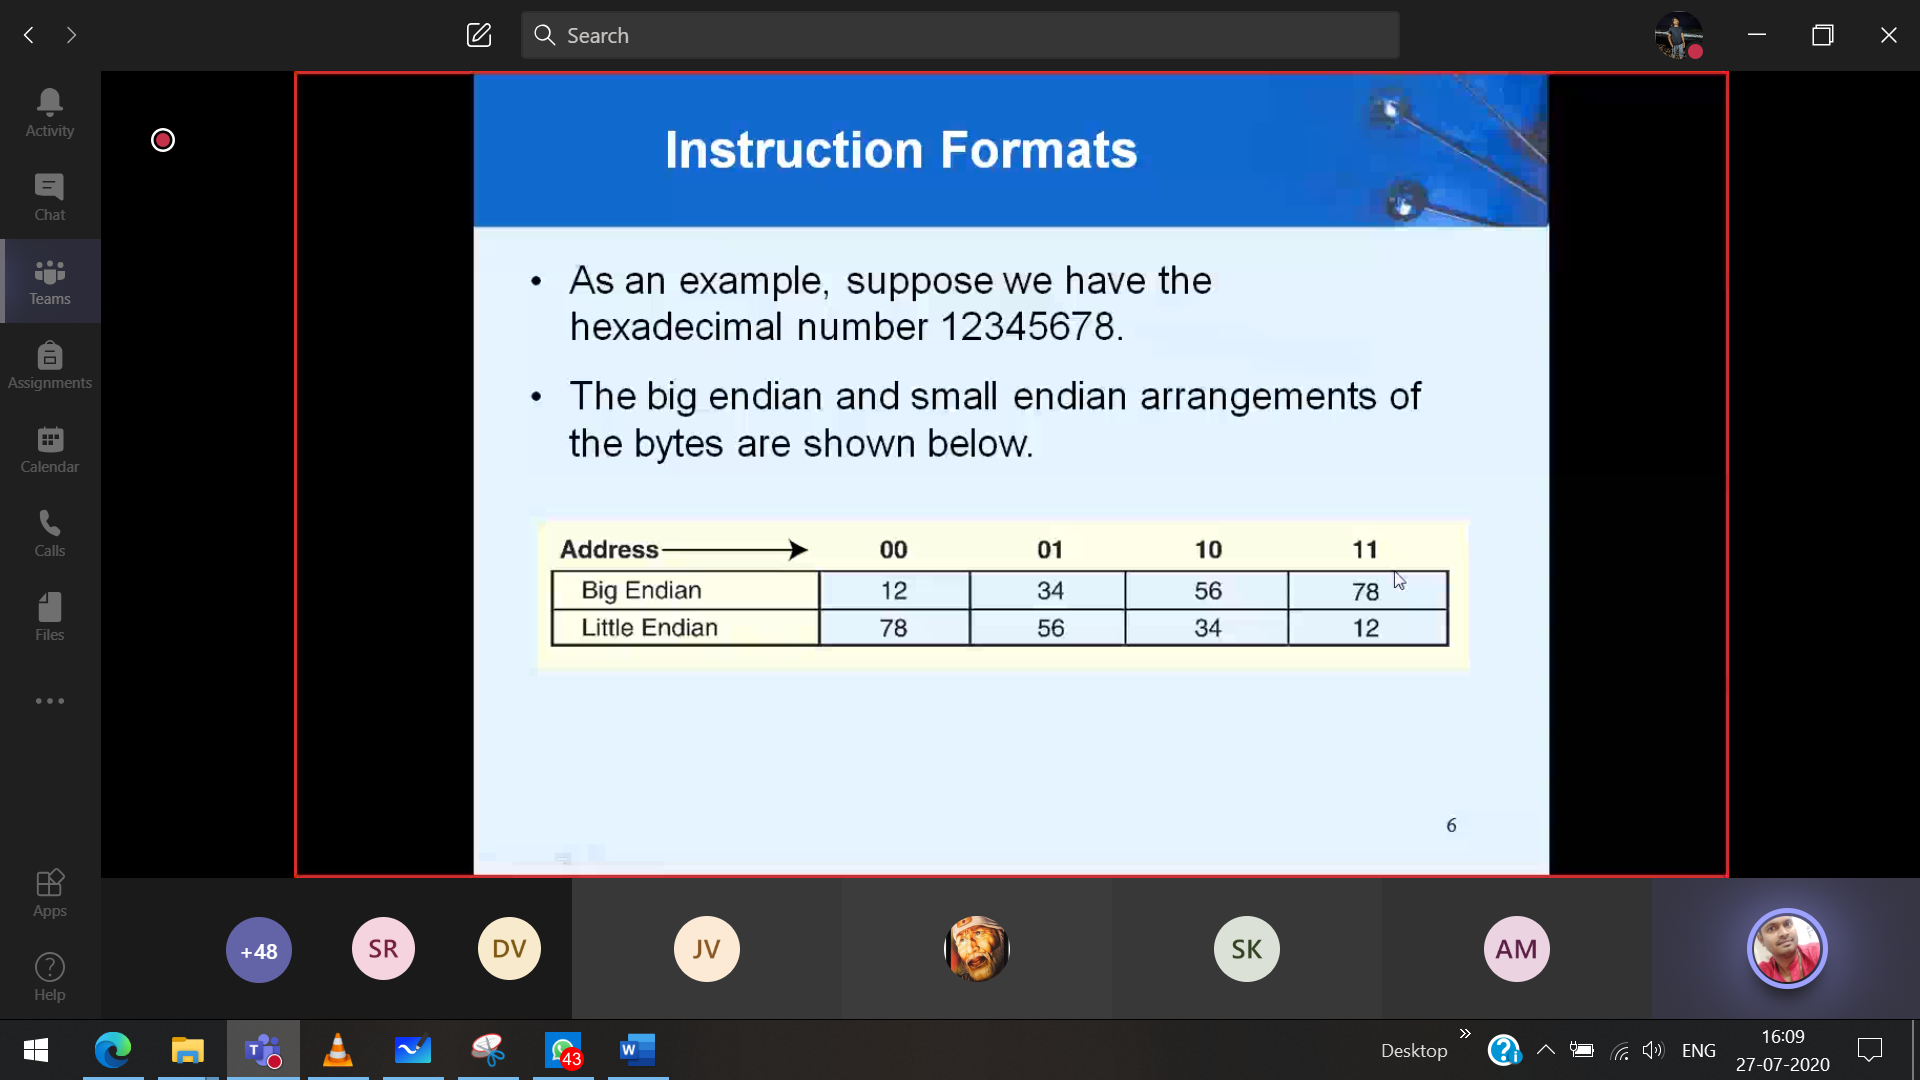 Search
Activity
Chat
Teams
Assignments
Calendar
Calls
Files
Apps
Help
Instruction Formats
• As an example, suppose we have the
hexadecimal number 12345678.
• The big endian and small endian arrangements of
the bytes are shown below.
Address 00 01 10 11
Big Endian 12 34 56 78
Little Endian 78 56 34 12
6
+48 SR DV JV SK AM
T 43 W Desktop ENG 16:09
27-07-2020